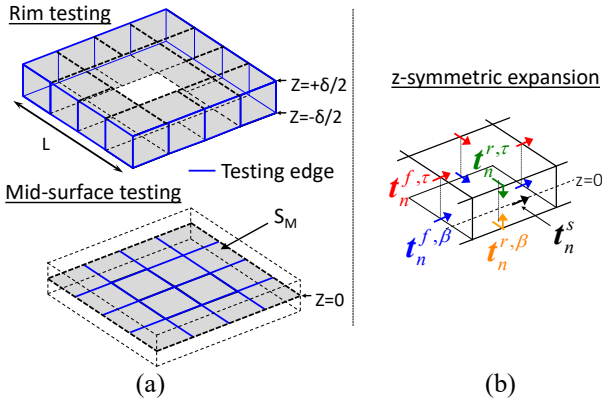 Rim testing
Z=+δ/2
Z=-δ/2
L
Testing edge
Mid-surface testing
S_M
Z=0
(a)
z-symmetric expansion
t_n^{f,τ}
t_n^{r,τ}
z=0
t_n^{f,β}
t_n^{r,β}
t_n^s
(b)